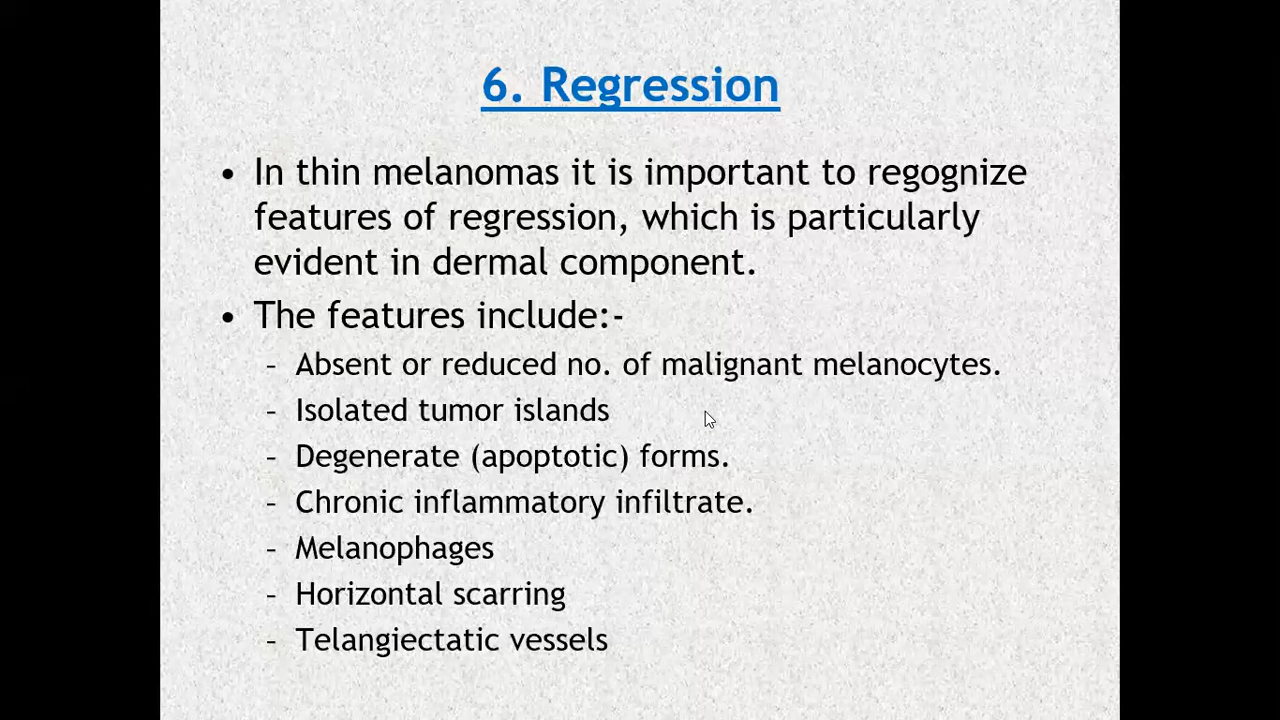 6. Regression
• In thin melanomas it is important to regognize
features of regression, which is particularly
evident in dermal component.
• The features include:-
– Absent or reduced no. of malignant melanocytes.
– Isolated tumor islands
– Degenerate (apoptotic) forms.
– Chronic inflammatory infiltrate.
– Melanophages
– Horizontal scarring
– Telangiectatic vessels